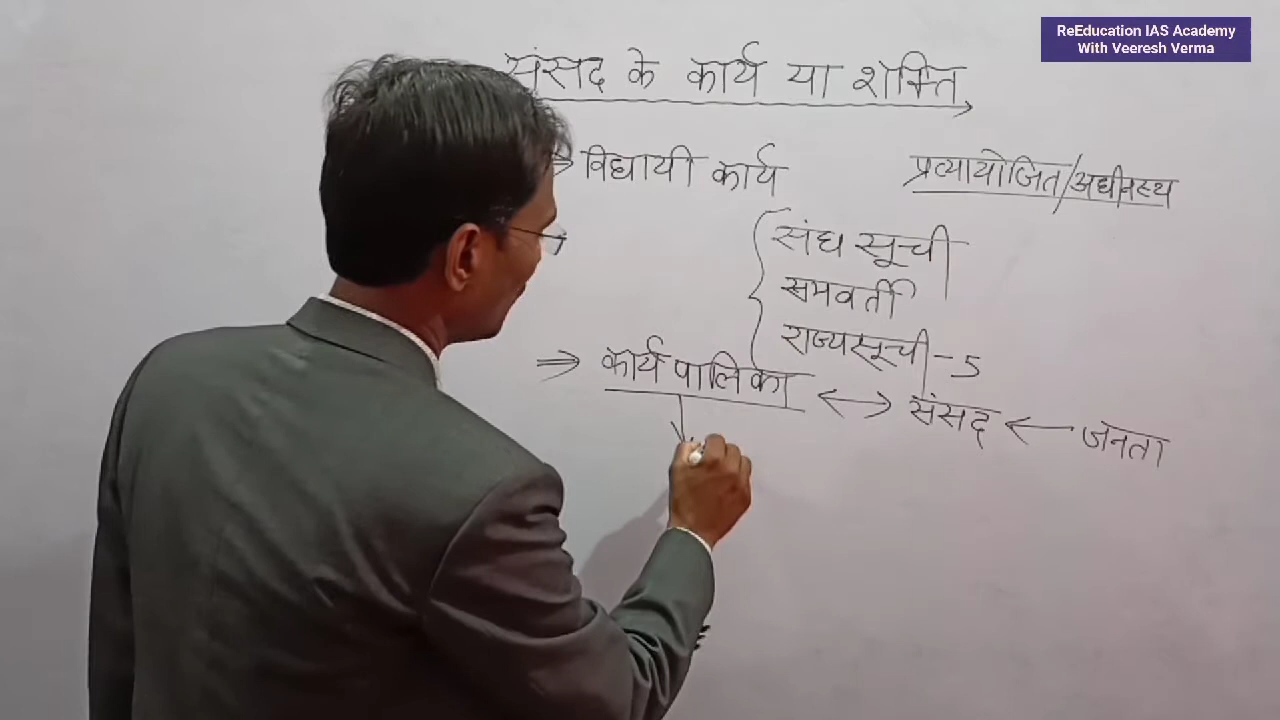 ReEducation IAS Academy
With Veeresh Verma
संसद के कार्य या शक्ति
विधायी कार्य
प्रत्यायोजित/अधीनस्थ
संघ सूची
समवर्ती
राज्यसूची-5
⇒ कार्यपालिका ↔ संसद ← जनता